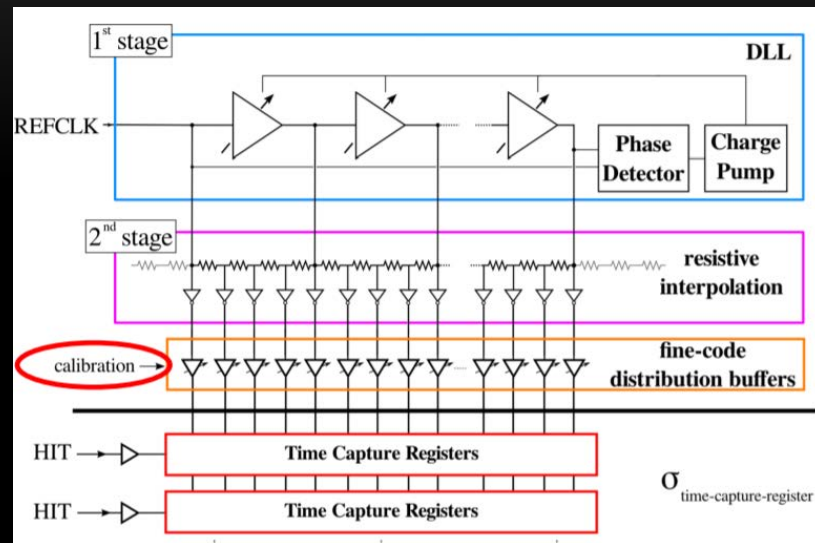 1st stage
DLL
REFCLK
Phase
Detector
Charge
Pump
2nd stage
resistive
interpolation
calibration
fine-code
distribution buffers
HIT
Time Capture Registers
σtime-capture-register
HIT
Time Capture Registers